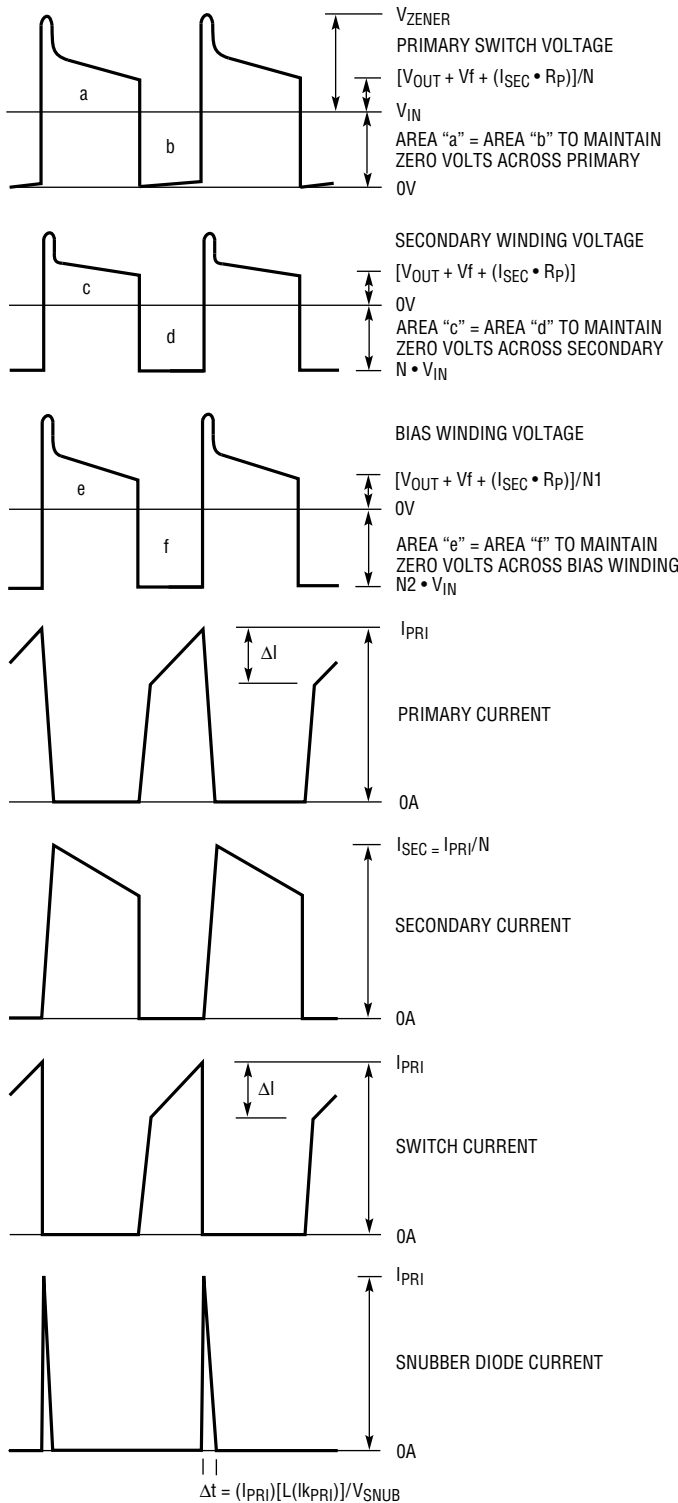 V_ZENER
PRIMARY SWITCH VOLTAGE
[V_OUT + Vf + (I_SEC • R_P)]/N
a
V_IN
b
AREA “a” = AREA “b” TO MAINTAIN
ZERO VOLTS ACROSS PRIMARY
0V
SECONDARY WINDING VOLTAGE
[V_OUT + Vf + (I_SEC • R_P)]
c
0V
d
AREA “c” = AREA “d” TO MAINTAIN
ZERO VOLTS ACROSS SECONDARY
N • V_IN
BIAS WINDING VOLTAGE
[V_OUT + Vf + (I_SEC • R_P)]/N1
e
0V
f
AREA “e” = AREA “f” TO MAINTAIN
ZERO VOLTS ACROSS BIAS WINDING
N2 • V_IN
I_PRI
ΔI
PRIMARY CURRENT
0A
I_SEC = I_PRI/N
SECONDARY CURRENT
0A
I_PRI
ΔI
SWITCH CURRENT
0A
I_PRI
SNUBBER DIODE CURRENT
0A
Δt = (I_PRI)[L(lk_PRI)]/V_SNUB